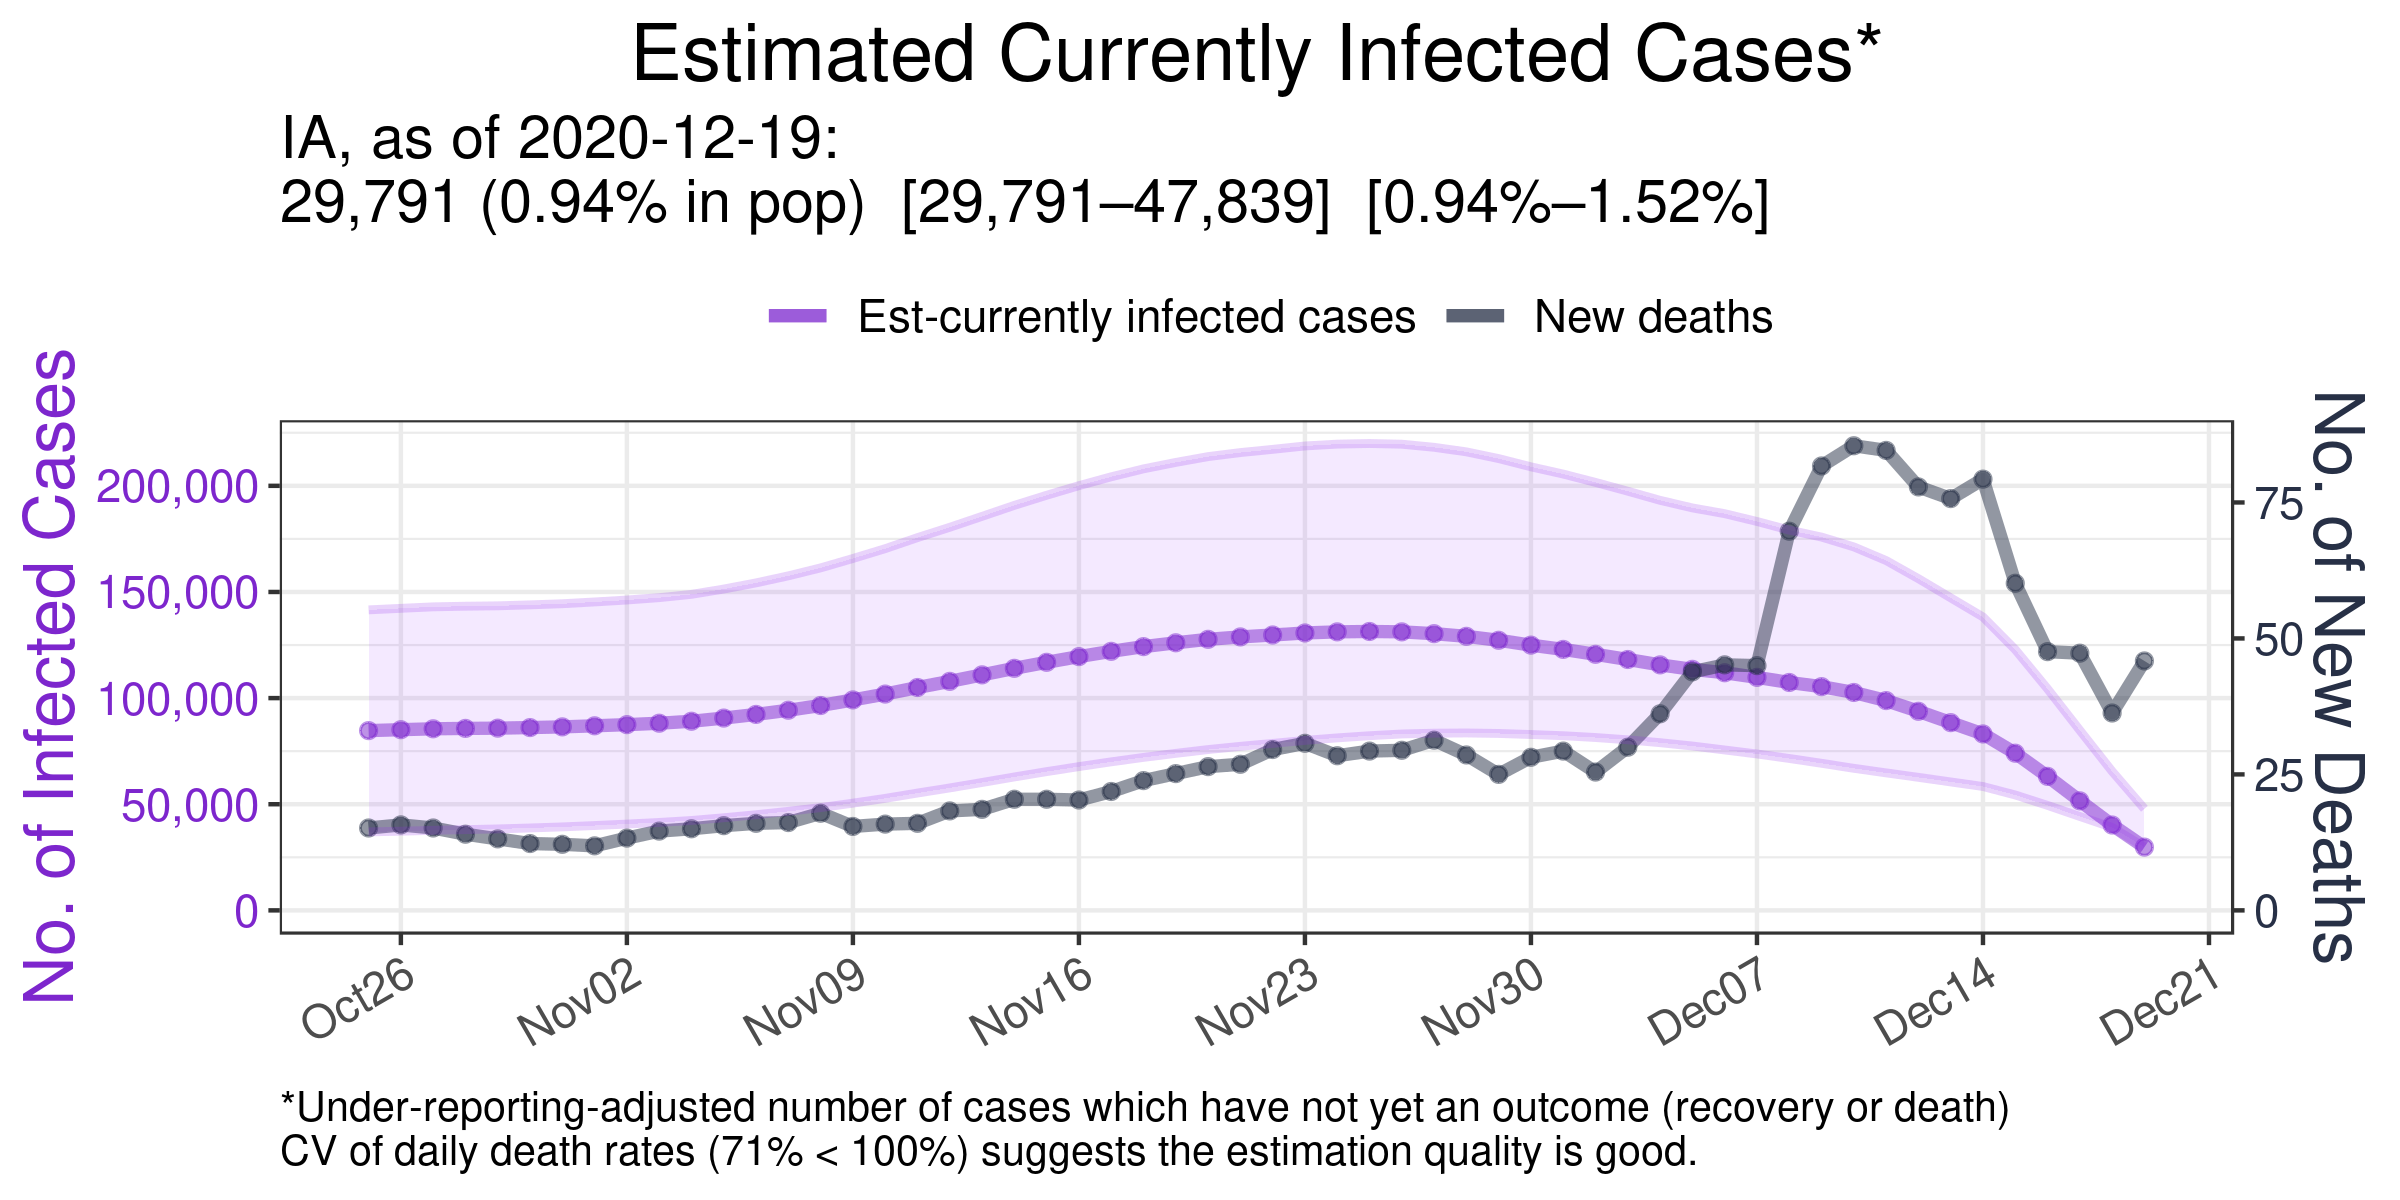 Estimated Currently Infected Cases*
IA, as of 2020-12-19:
29,791 (0.94% in pop)  [29,791–47,839]  [0.94%–1.52%]
Est-currently infected cases
New deaths
No. of Infected Cases
200,000
150,000
100,000
50,000
0
No. of New Deaths
75
50
25
0
Oct26
Nov02
Nov09
Nov16
Nov23
Nov30
Dec07
Dec14
Dec21
*Under-reporting-adjusted number of cases which have not yet an outcome (recovery or death)
CV of daily death rates (71% < 100%) suggests the estimation quality is good.